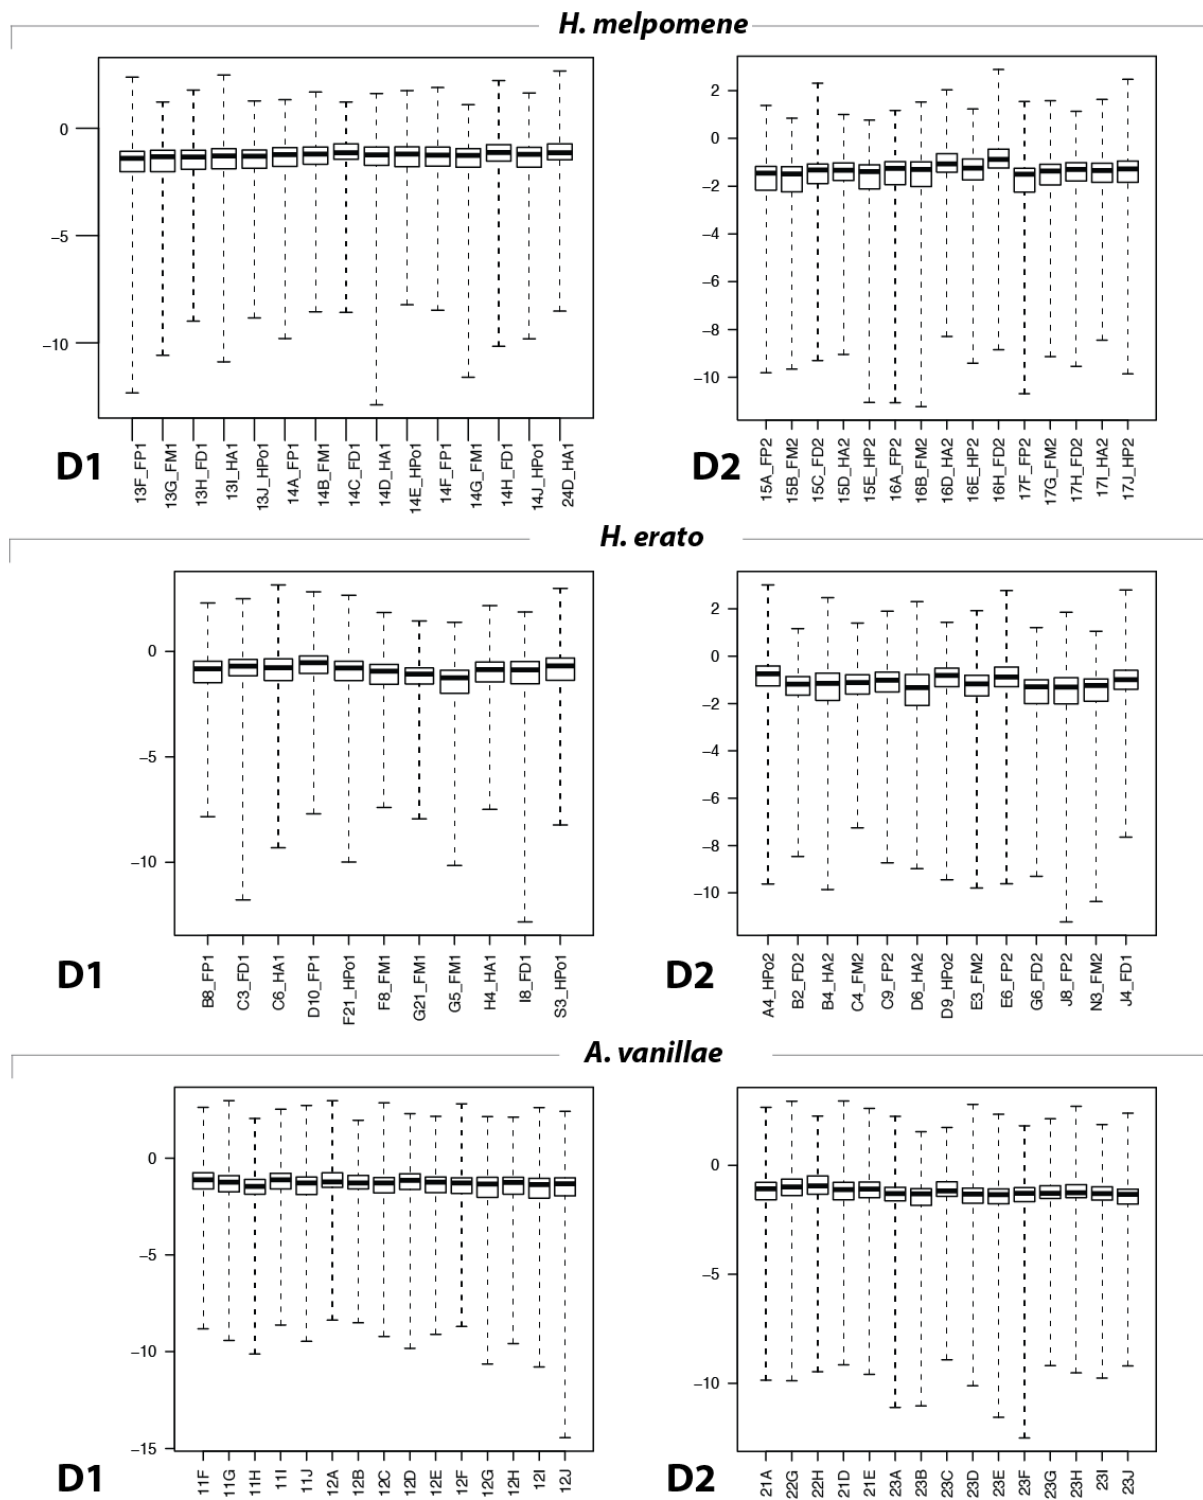 H. melpomene
0
−5
−10
13F_FP1
13G_FM1
13H_FD1
13I_HA1
13J_HPo1
14A_FP1
14B_FM1
14C_FD1
14D_HA1
14E_HPo1
14F_FP1
14G_FM1
14H_FD1
14J_HPo1
24D_HA1
D1
2
0
−2
−4
−6
−8
−10
15A_FP2
15B_FM2
15C_FD2
15D_HA2
15E_HP2
16A_FP2
16B_FM2
16D_HA2
16E_HP2
16H_FD2
17F_FP2
17G_FM2
17H_FD2
17I_HA2
17J_HP2
D2
H. erato
0
−5
−10
B8_FP1
C3_FD1
C6_HA1
D10_FP1
F21_HPo1
F8_FM1
G21_FM1
G5_FM1
H4_HA1
I8_FD1
S3_HPo1
D1
2
0
−2
−4
−6
−8
−10
A4_HPo2
B2_FD2
B4_HA2
C4_FM2
C9_FP2
D6_HA2
D9_HPo2
E3_FM2
E6_FP2
G6_FD2
J8_FP2
N3_FM2
J4_FD1
D2
A. vanillae
0
−5
−10
−15
11F
11G
11H
11I
11J
12A
12B
12C
12D
12E
12F
12G
12H
12I
12J
D1
0
−5
−10
21A
22G
22H
21D
21E
23A
23B
23C
23D
23E
23F
23G
23H
23I
23J
D2